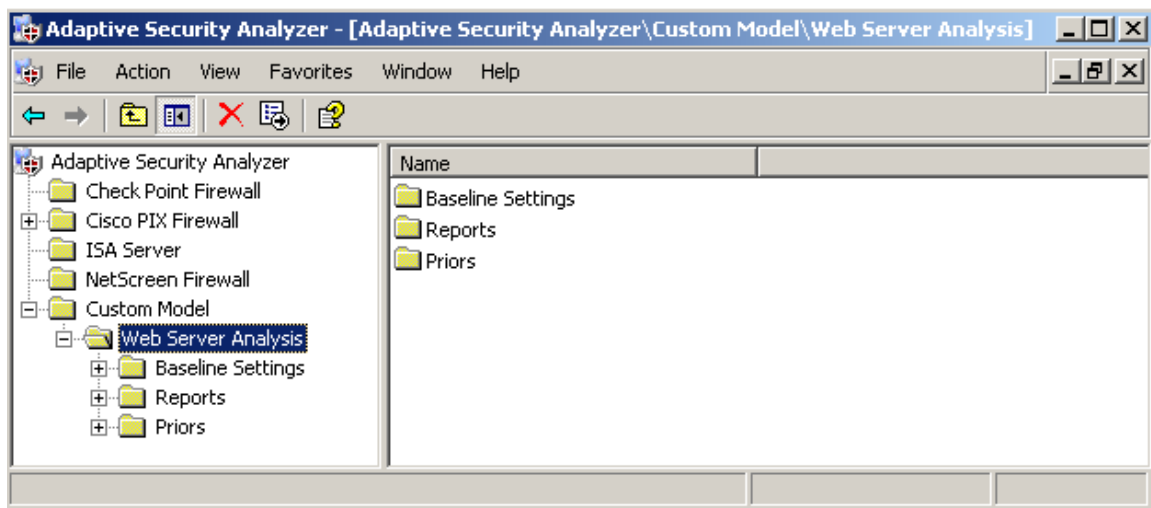 Adaptive Security Analyzer - [Adaptive Security Analyzer\Custom Model\Web Server Analysis]
File Action View Favorites Window Help
Adaptive Security Analyzer
Check Point Firewall
Cisco PIX Firewall
ISA Server
NetScreen Firewall
Custom Model
Web Server Analysis
Baseline Settings
Reports
Priors
Name
Baseline Settings
Reports
Priors